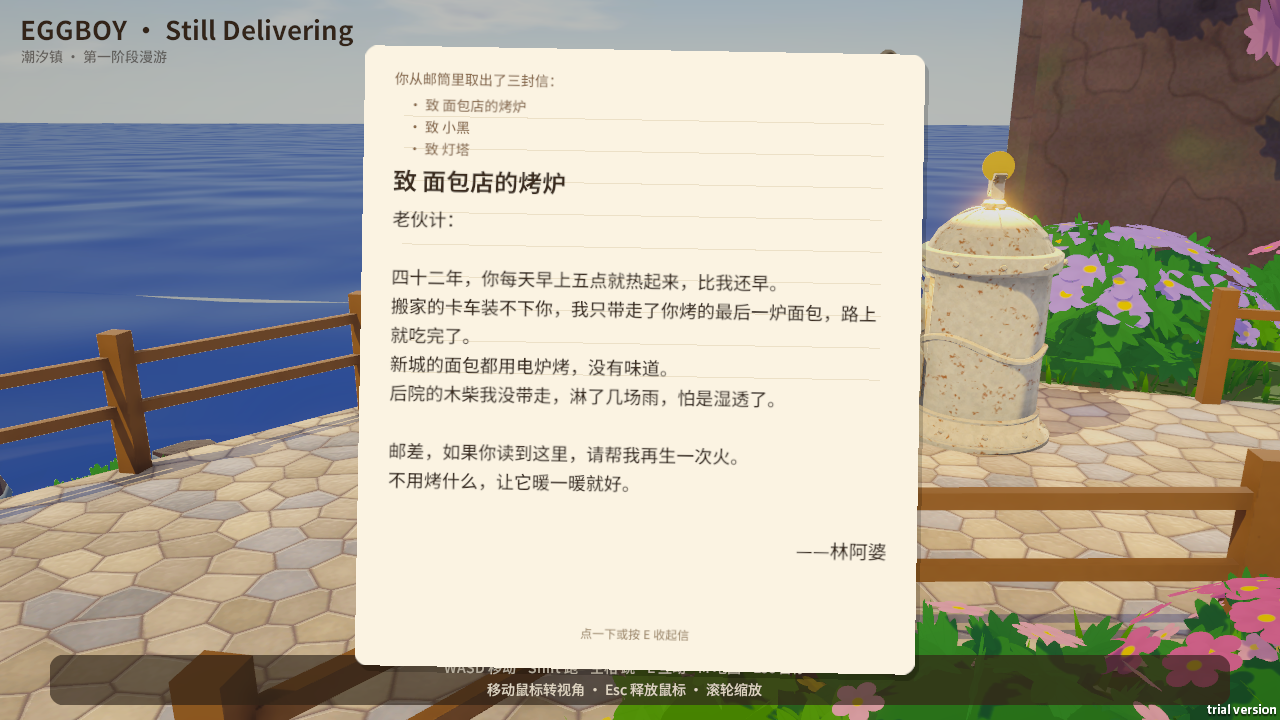 EGGBOY · Still Delivering
潮汐镇 · 第一阶段漫游
你从邮筒里取出了三封信：
· 致 面包店的烤炉
· 致 小黑
· 致 灯塔
致 面包店的烤炉
老伙计：
四十二年，你每天早上五点就热起来，比我还早。
搬家的卡车装不下你，我只带走了你烤的最后一炉面包，路上
就吃完了。
新城的面包都用电炉烤，没有味道。
后院的木柴我没带走，淋了几场雨，怕是湿透了。
邮差，如果你读到这里，请帮我再生一次火。
不用烤什么，让它暖一暖就好。
——林阿婆
点一下或按 E 收起信
WASD 移动 · Shift 跑
移动鼠标转视角 · Esc 释放鼠标 · 滚轮缩放
trial version